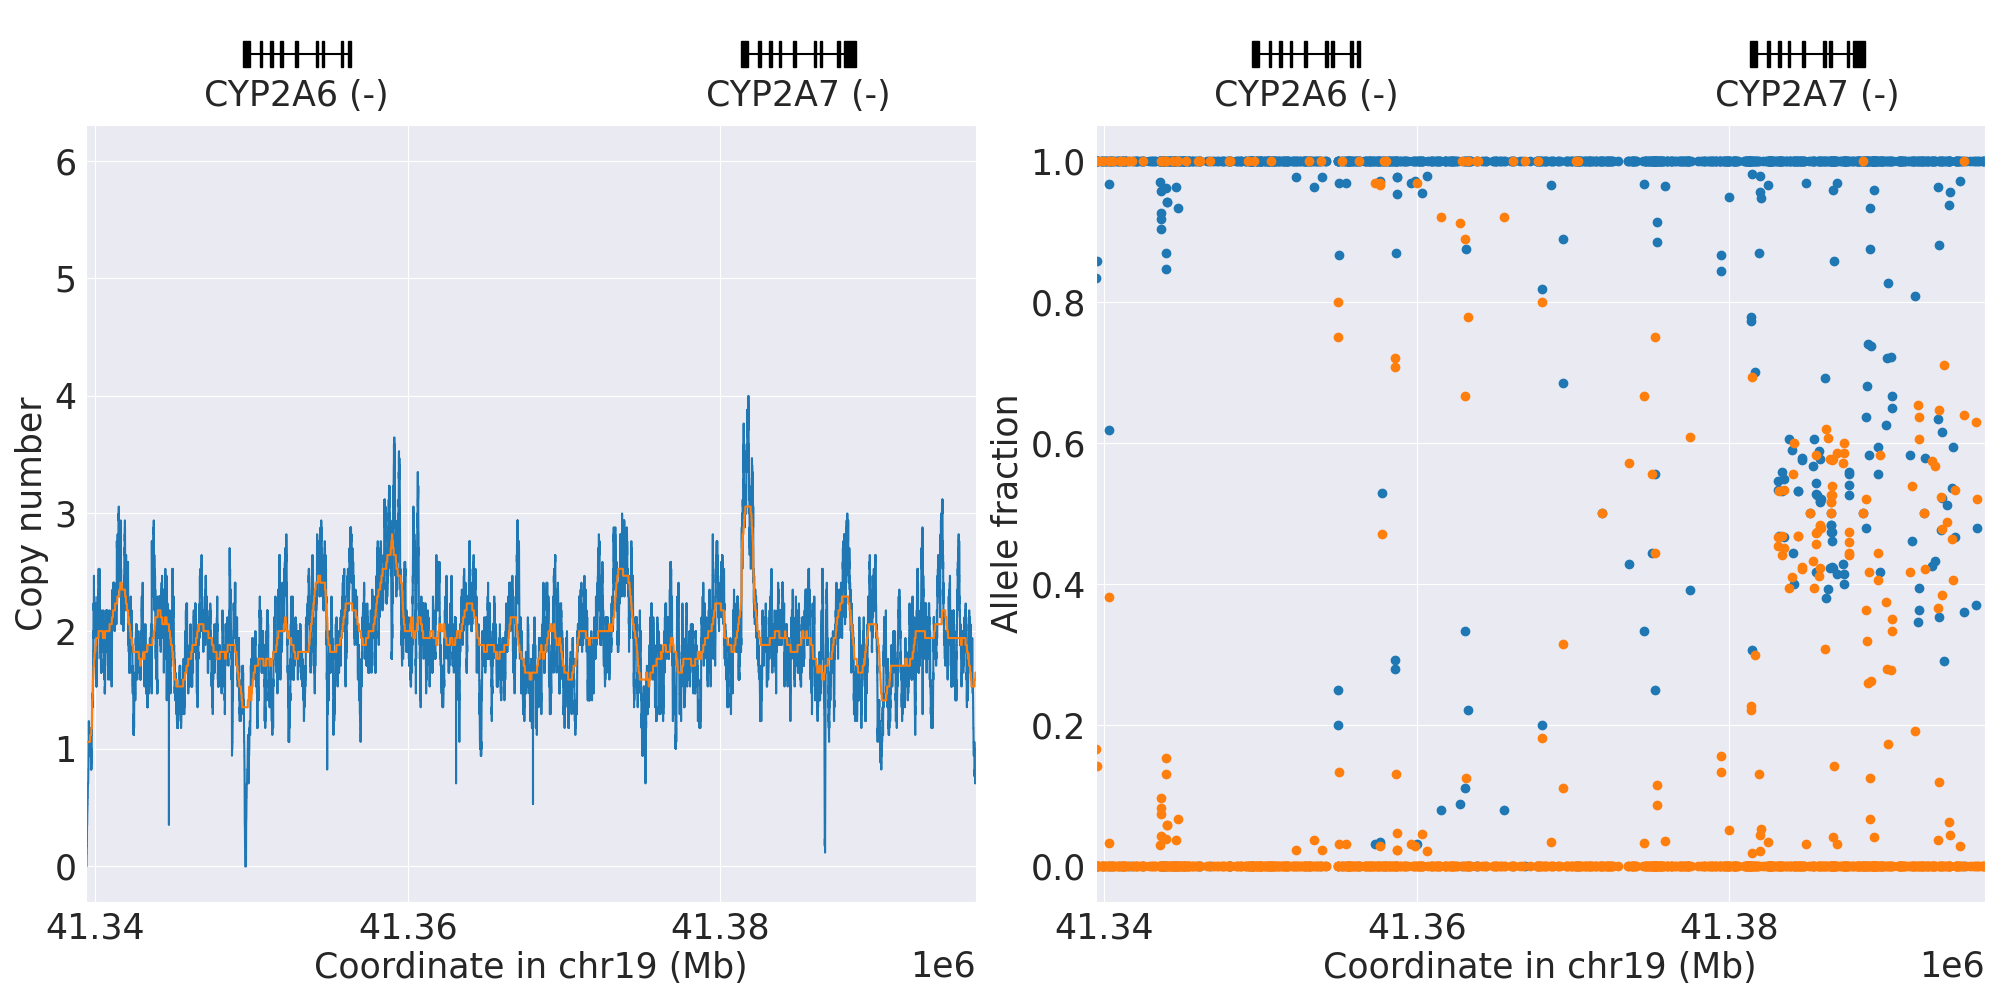 CYP2A6 (-) CYP2A7 (-)
6
5
4
3
2
1
0
Copy number
41.34 41.36 41.38
Coordinate in chr19 (Mb) 1e6
CYP2A6 (-) CYP2A7 (-)
1.0
0.8
0.6
0.4
0.2
0.0
Allele fraction
41.34 41.36 41.38
Coordinate in chr19 (Mb) 1e6